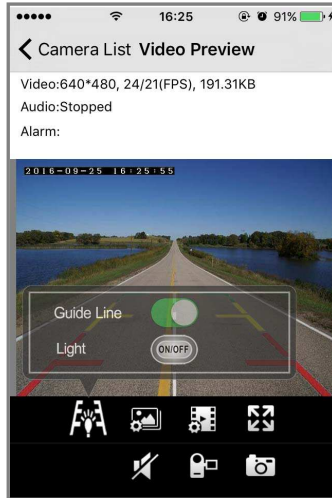 16:25
91%
Camera List Video Preview
Video:640*480, 24/21(FPS), 191.31KB
Audio:Stopped
Alarm:
2016-09-25 16:25:55
Guide Line
Light
ON/OFF